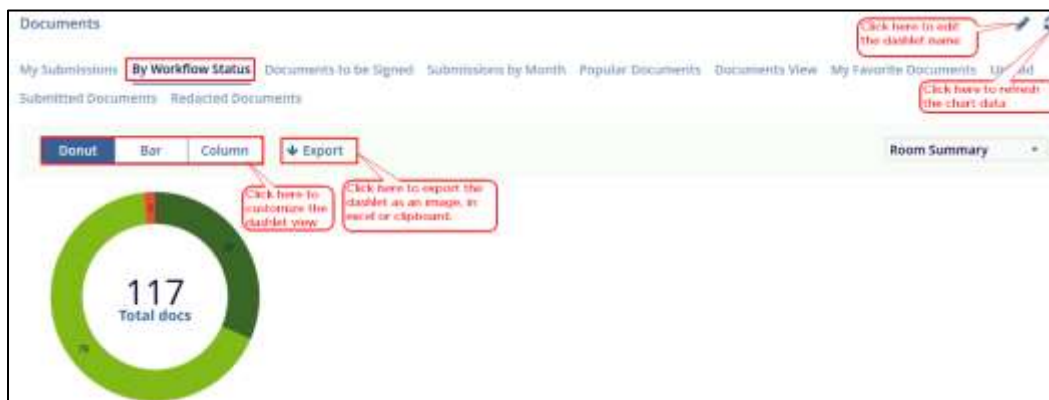 Documents
Click here to edit
the dashlet name
My Submissions By Workflow Status Documents to be Signed Submissions by Month Popular Documents Documents View My Favorite Documents
Click here to refresh
the chart data
Submitted Documents Redacted Documents
Donut Bar Column Export Room Summary
Click here to
customize the
dashlet view
Click here to export the
dashlet as an image, in
excel or clipboard.
117
Total docs